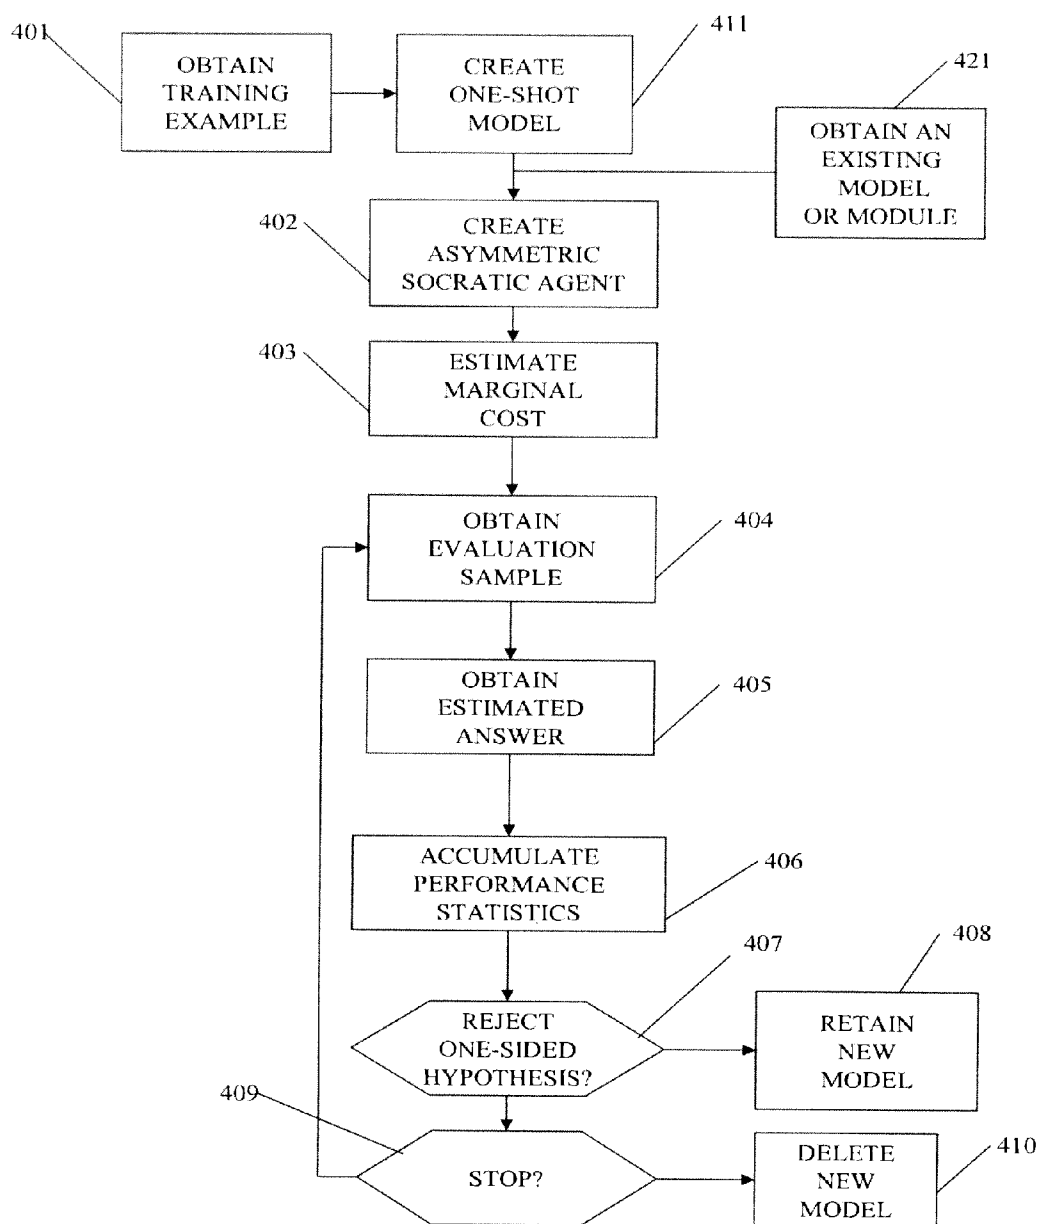 401
OBTAIN
TRAINING
EXAMPLE
CREATE
ONE-SHOT
MODEL
411
421
OBTAIN AN
EXISTING
MODEL
OR MODULE
402
CREATE
ASYMMETRIC
SOCRATIC AGENT
403
ESTIMATE
MARGINAL
COST
OBTAIN
EVALUATION
SAMPLE
404
OBTAIN
ESTIMATED
ANSWER
405
ACCUMULATE
PERFORMANCE
STATISTICS
406
407
REJECT
ONE-SIDED
HYPOTHESIS?
408
RETAIN
NEW
MODEL
409
STOP?
DELETE
NEW
MODEL
410